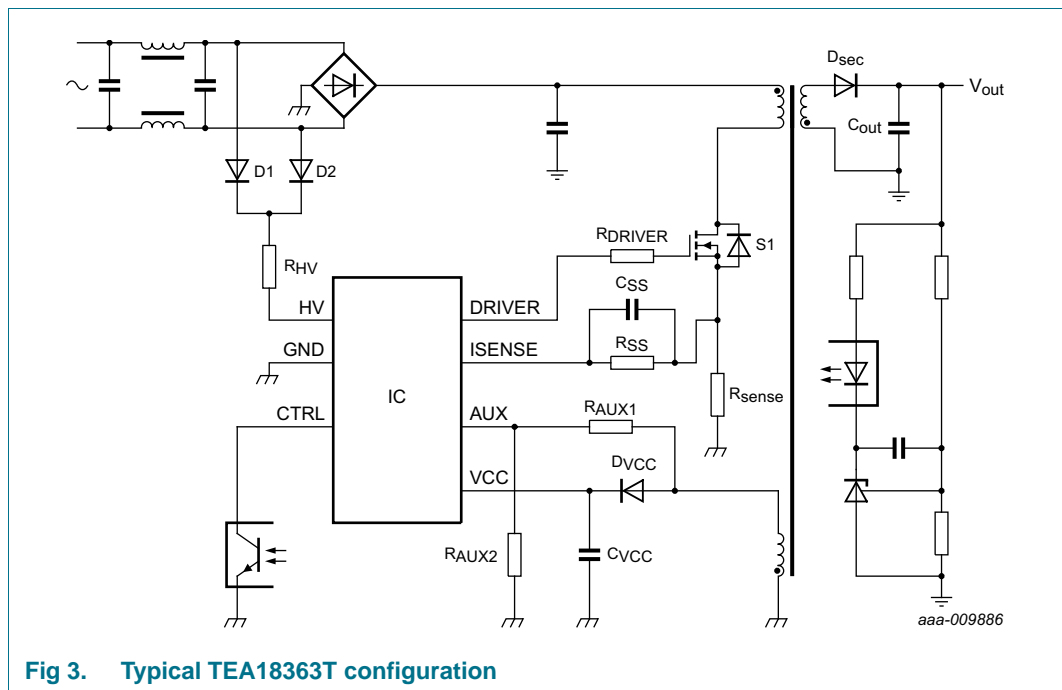 Dsec
Vout
Cout
D1
D2
RDRIVER
S1
RHV
CSS
HV
DRIVER
RSS
GND
ISENSE
Rsense
IC
CTRL
AUX
RAUX1
DVCC
VCC
RAUX2
CVCC
aaa-009886
Fig 3. Typical TEA18363T configuration